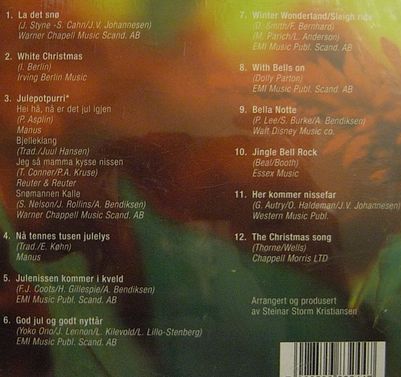 1. La det snø
(J. Styne -S. Cahn/J.V. Johannesen)
Warner Chapell Music Scand. AB
2. White Christmas
(I. Berlin)
Irving Berlin Music
3. Julepotpurri*
Hei hå, nå er det jul igjen
(P. Asplin)
Manus
Bjelleklang
(Trad./Juul Hansen)
Jeg så mamma kysse nissen
(T. Conner/P.A. Kruse)
Reuter & Reuter
Snømannen Kalle
(S. Nelson/J. Rollins/A. Bendiksen)
Warner Chappell Music Scand. AB
4. Nå tennes tusen julelys
(Trad./E. Køhn)
Manus
5. Julenissen kommer i kveld
(F.J. Coots/H. Gillespie/A. Bendiksen)
EMI Music Publ. Scand. AB
6. God jul og godt nyttår
(Yoko Ono/J. Lennon/L. Kilevold/L. Lillo-Stenberg)
EMI Music Publ. Scand. AB
7. Winter Wonderland/Sleigh ride
(D. Smith/F. Bernhard)
(M. Parich/L. Anderson)
EMI Music Publ. Scand. AB
8. With Bells on
(Dolly Parton)
EMI Music Publ. Scand. AB
9. Bella Notte
(P. Lee/S. Burke/A. Bendiksen)
Walt Disney Music co.
10. Jingle Bell Rock
(Beal/Booth)
Essex Music
11. Her kommer nissefar
(G. Autry/O. Haldeman/J.V. Johannesen)
Western Music Publ.
12. The Christmas song
(Thorne/Wells)
Chappell Morris LTD
Arrangert og produsert
av Steinar Storm Kristiansen